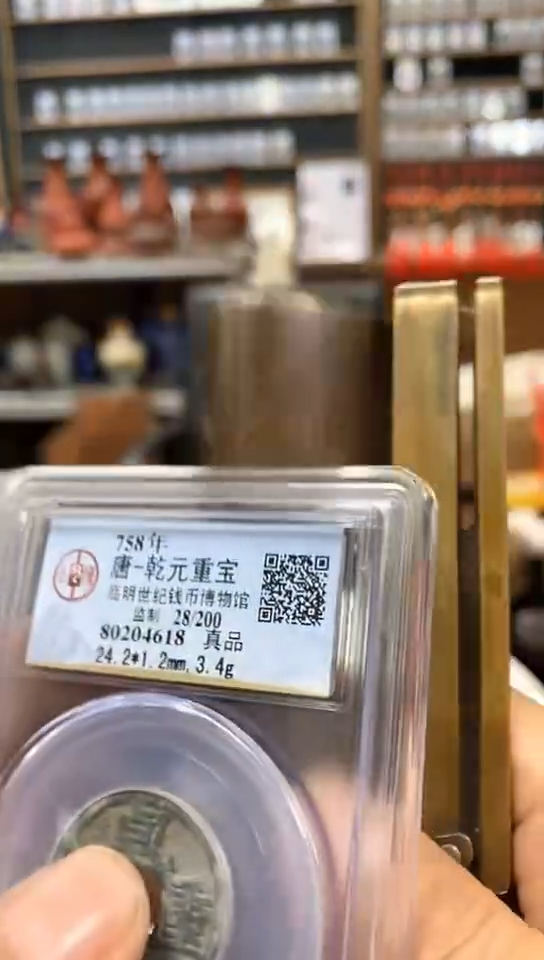 758年
唐-乾元重宝
昆明世纪钱币博物馆
监制 28/200
80204618 真品
24.2*1.2mm,3.4g